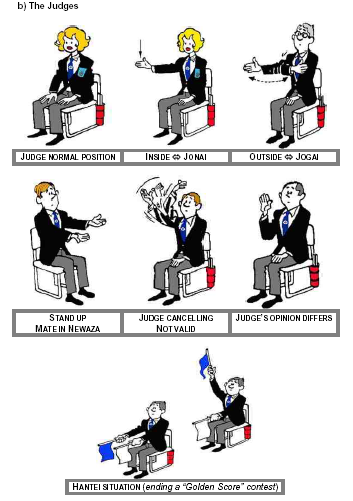 b) The Judges
JUDGE NORMAL POSITION
INSIDE ⇔ JONAI
OUTSIDE ⇔ JOGAI
STAND UP
MATE IN NEWAZA
JUDGE CANCELLING
NOT VALID
JUDGE'S OPINION DIFFERS
HANTEI SITUATION (ending a "Golden Score" contest)